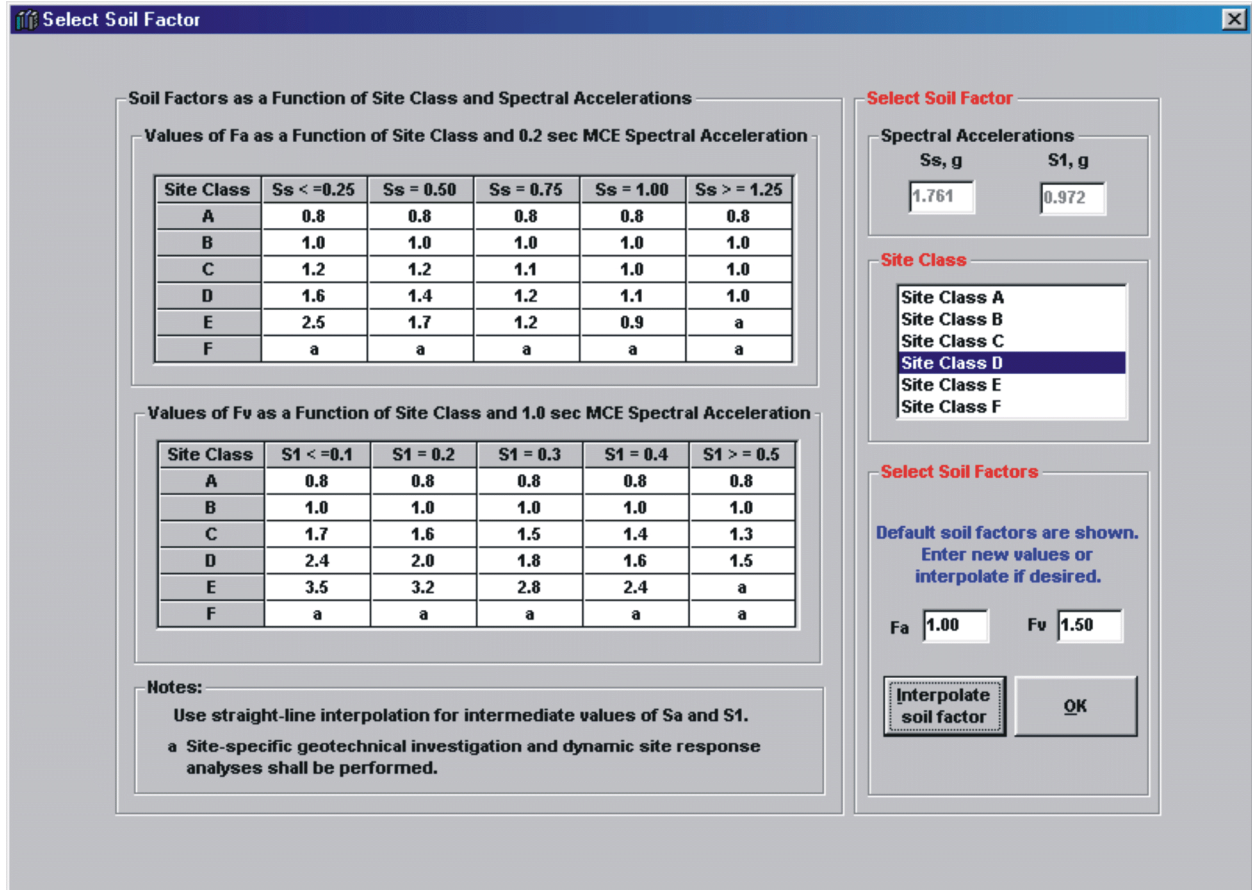 Select Soil Factor
Soil Factors as a Function of Site Class and Spectral Accelerations
Values of Fa as a Function of Site Class and 0.2 sec MCE Spectral Acceleration
Site Class Ss < =0.25 Ss = 0.50 Ss = 0.75 Ss = 1.00 Ss > = 1.25
A 0.8 0.8 0.8 0.8 0.8
B 1.0 1.0 1.0 1.0 1.0
C 1.2 1.2 1.1 1.0 1.0
D 1.6 1.4 1.2 1.1 1.0
E 2.5 1.7 1.2 0.9 a
F a a a a a
Values of Fv as a Function of Site Class and 1.0 sec MCE Spectral Acceleration
Site Class S1 < =0.1 S1 = 0.2 S1 = 0.3 S1 = 0.4 S1 > = 0.5
A 0.8 0.8 0.8 0.8 0.8
B 1.0 1.0 1.0 1.0 1.0
C 1.7 1.6 1.5 1.4 1.3
D 2.4 2.0 1.8 1.6 1.5
E 3.5 3.2 2.8 2.4 a
F a a a a a
Notes:
Use straight-line interpolation for intermediate values of Sa and S1.
a Site-specific geotechnical investigation and dynamic site response
analyses shall be performed.
Select Soil Factor
Spectral Accelerations
Ss, g S1, g
1.761 0.972
Site Class
Site Class A
Site Class B
Site Class C
Site Class D
Site Class E
Site Class F
Select Soil Factors
Default soil factors are shown.
Enter new values or
interpolate if desired.
Fa 1.00 Fv 1.50
Interpolate
soil factor
OK